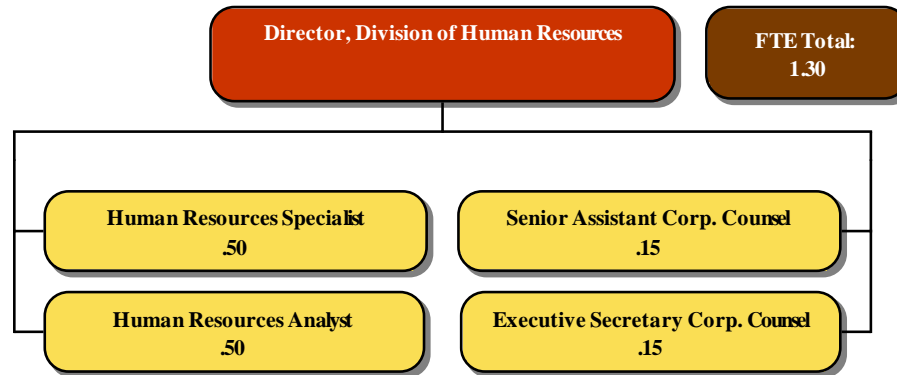 Director, Division of Human Resources
FTE Total:
1.30
Human Resources Specialist
.50
Senior Assistant Corp. Counsel
.15
Human Resources Analyst
.50
Executive Secretary Corp. Counsel
.15